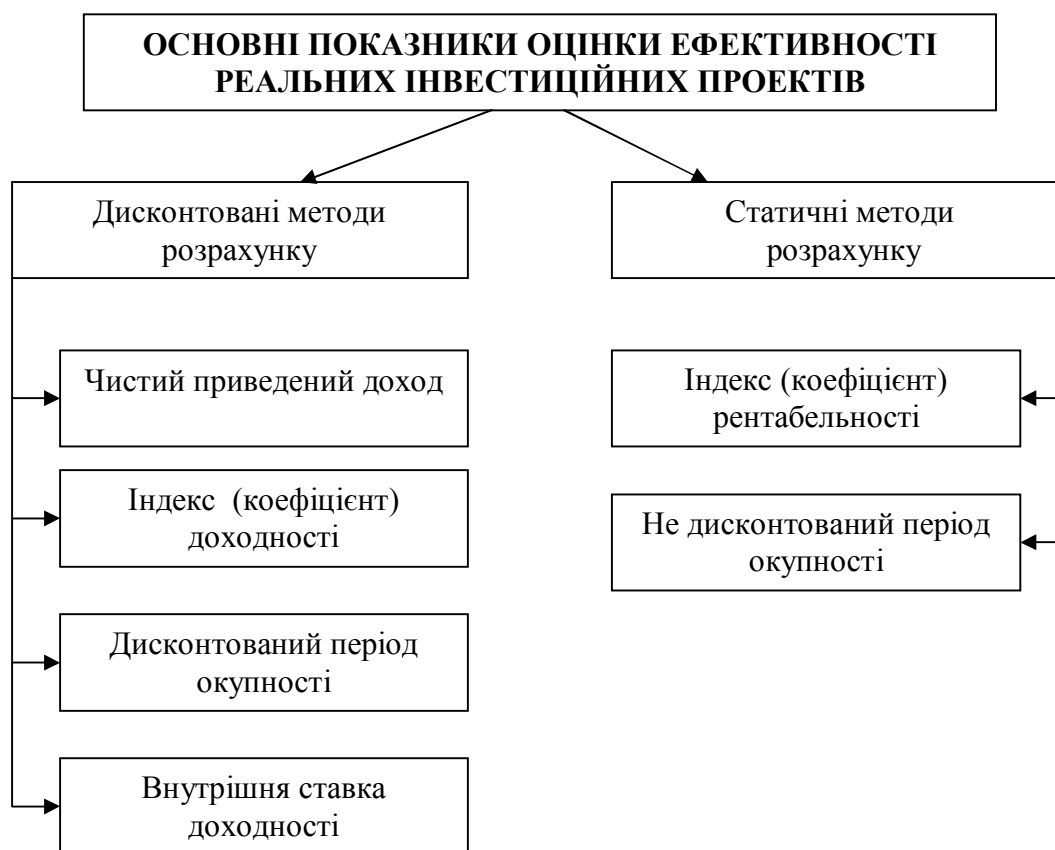 ОСНОВНІ ПОКАЗНИКИ ОЦІНКИ ЕФЕКТИВНОСТІ
РЕАЛЬНИХ ІНВЕСТИЦІЙНИХ ПРОЕКТІВ
Дисконтовані методи
розрахунку
Статичні методи
розрахунку
Чистий приведений доход
Індекс (коефіцієнт)
доходності
Дисконтований період
окупності
Внутрішня ставка
доходності
Індекс (коефіцієнт)
рентабельності
Не дисконтований період
окупності